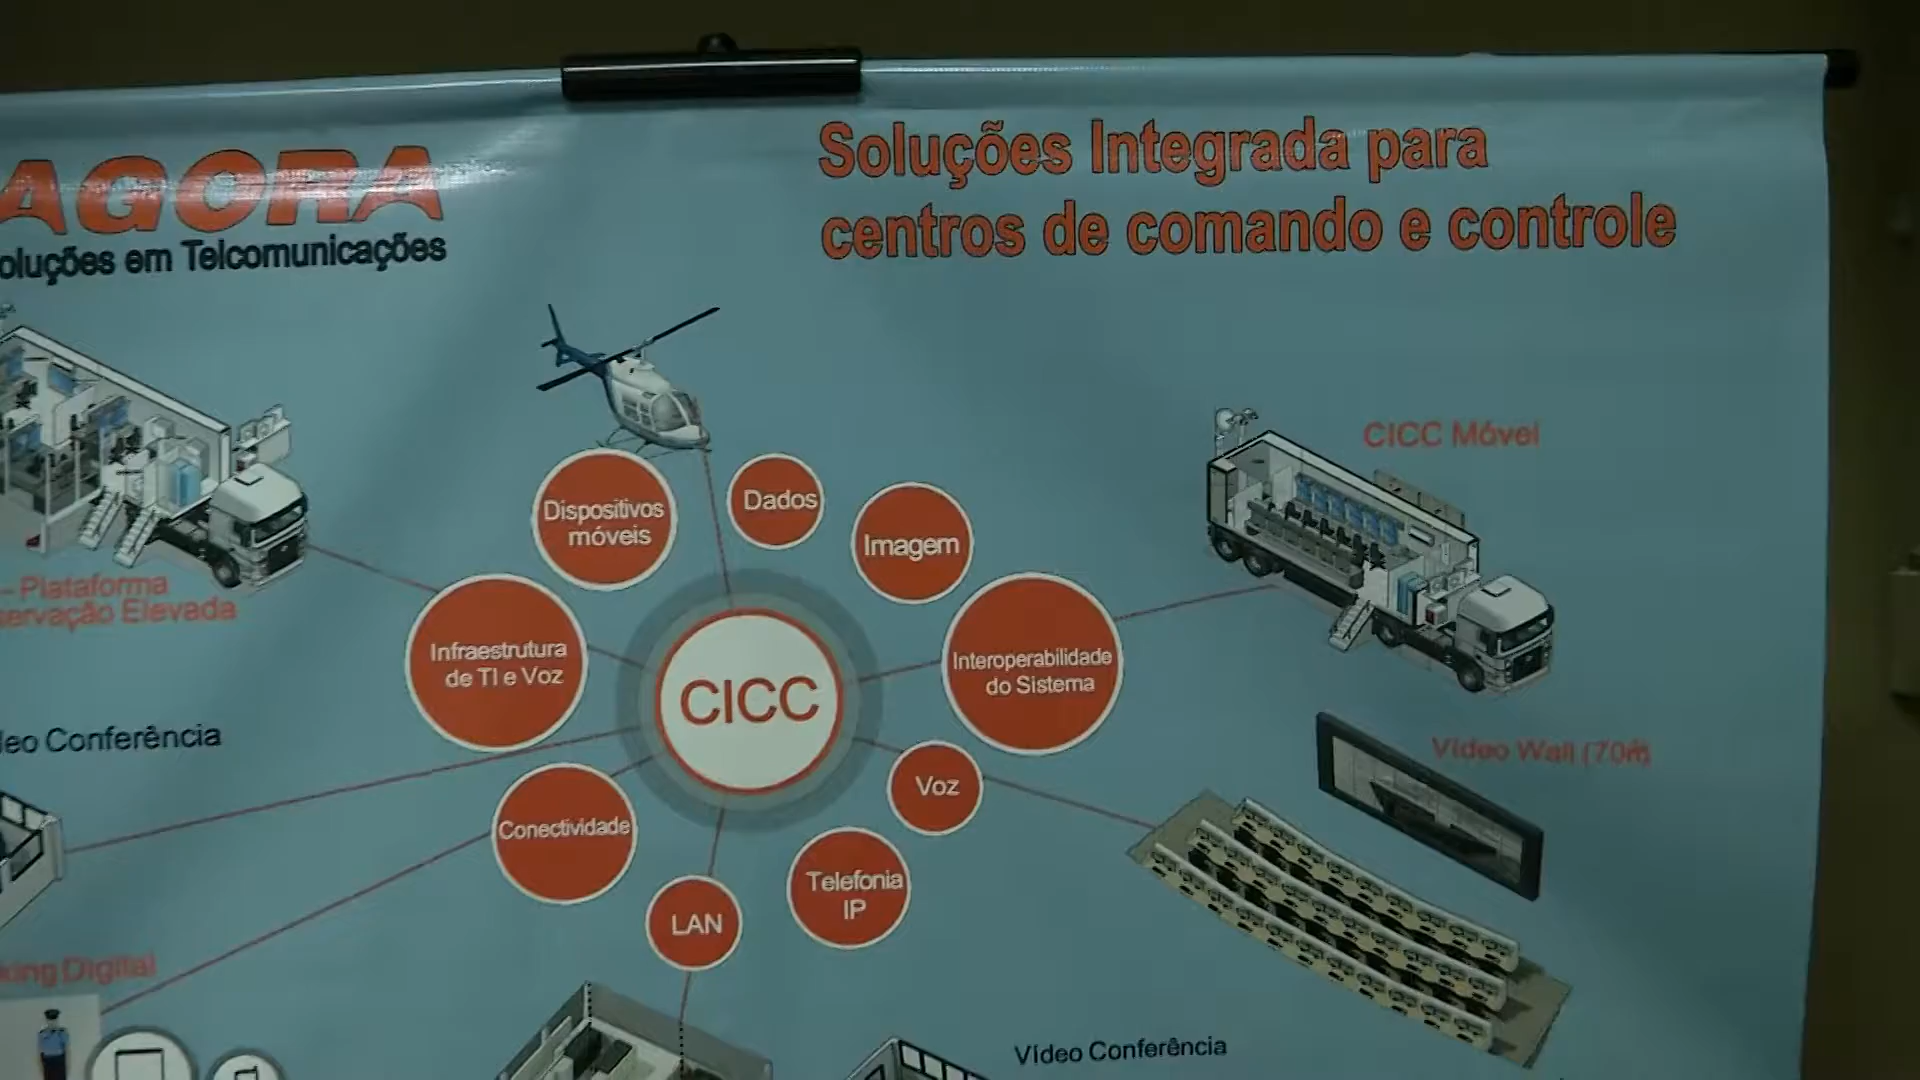 AGORA
oluções em Telcomunicações
Soluções Integrada para
centros de comando e controle
CICC Móvel
Dispositivos
móveis
Dados
Imagem
– Plataforma
servação Elevada
Infraestrutura
de TI e Voz
CICC
Interoperabilidade
do Sistema
deo Conferência
Vídeo Wall (70m
Voz
Conectividade
Telefonia
IP
LAN
king Digital
Vídeo Conferência